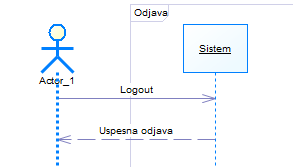 Odjava
Sistem
Actor_1
Logout
Uspesna odjava